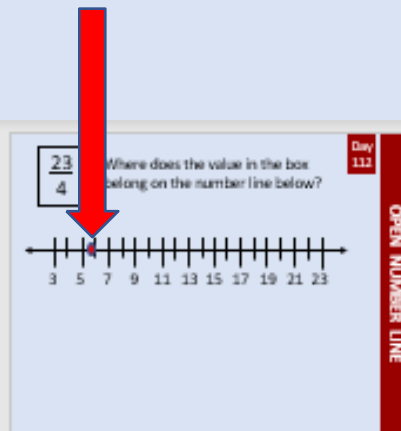 Day
112
23
4
Where does the value in the box
belong on the number line below?
3 5 7 9 11 13 15 17 19 21 23
OPEN NUMBER LINE